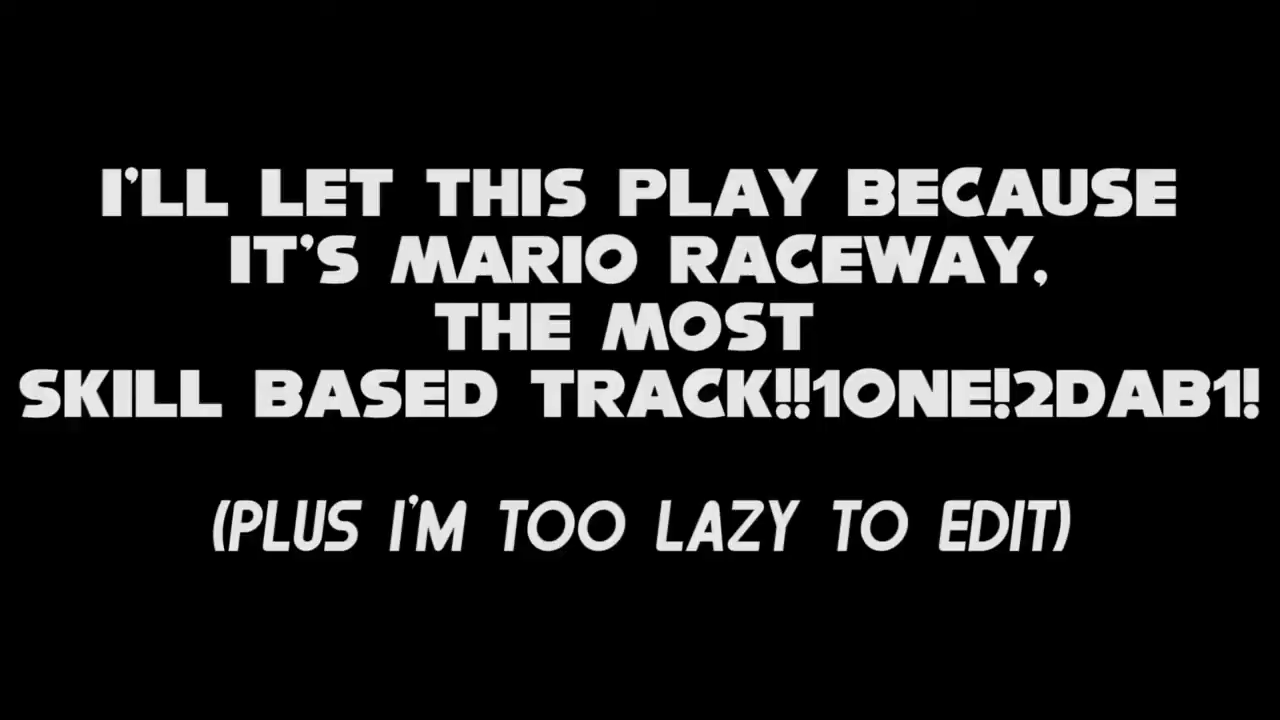 I'LL LET THIS PLAY BECAUSE
IT'S MARIO RACEWAY,
THE MOST
SKILL BASED TRACK!!1ONE!2DAB1!
(PLUS I'M TOO LAZY TO EDIT)